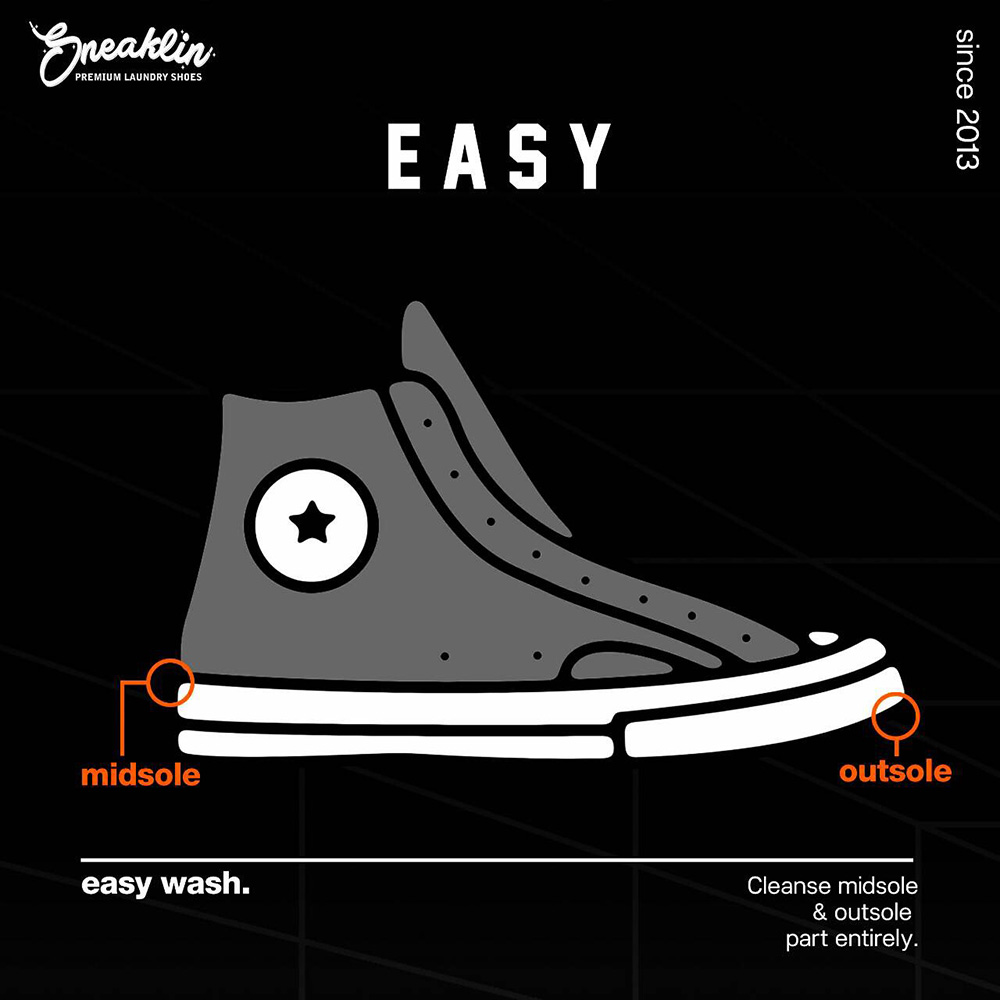 Sneaklin
PREMIUM LAUNDRY SHOES
since 2013
EASY
midsole
outsole
easy wash.
Cleanse midsole
& outsole
part entirely.